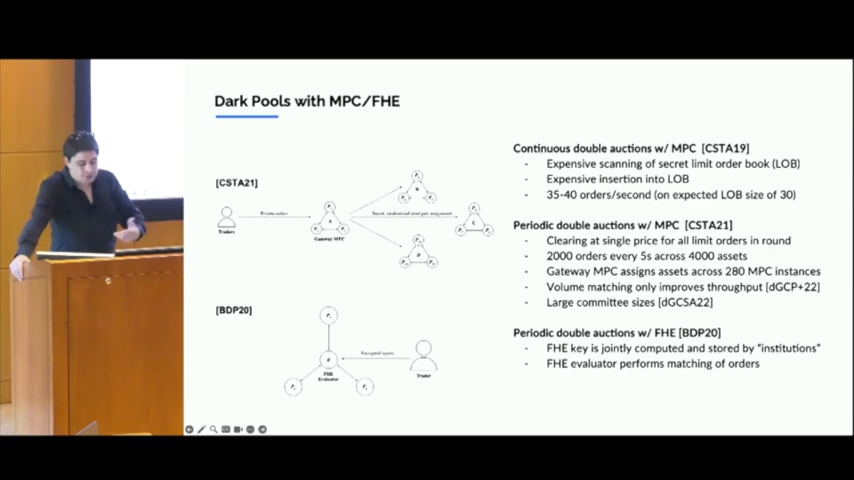 Dark Pools with MPC/FHE
[CSTA21]
Traders
Private orders
Gateway MPC
Secret, randomized asset-pair assignment
A
B
C
[BDP20]
FHE
Evaluator
Encrypted inputs
Trader
Continuous double auctions w/ MPC [CSTA19]
- Expensive scanning of secret limit order book (LOB)
- Expensive insertion into LOB
- 35-40 orders/second (on expected LOB size of 30)
Periodic double auctions w/ MPC [CSTA21]
- Clearing at single price for all limit orders in round
- 2000 orders every 5s across 4000 assets
- Gateway MPC assigns assets across 280 MPC instances
- Volume matching only improves throughput [dGCP+22]
- Large committee sizes [dGCSA22]
Periodic double auctions w/ FHE [BDP20]
- FHE key is jointly computed and stored by “institutions”
- FHE evaluator performs matching of orders